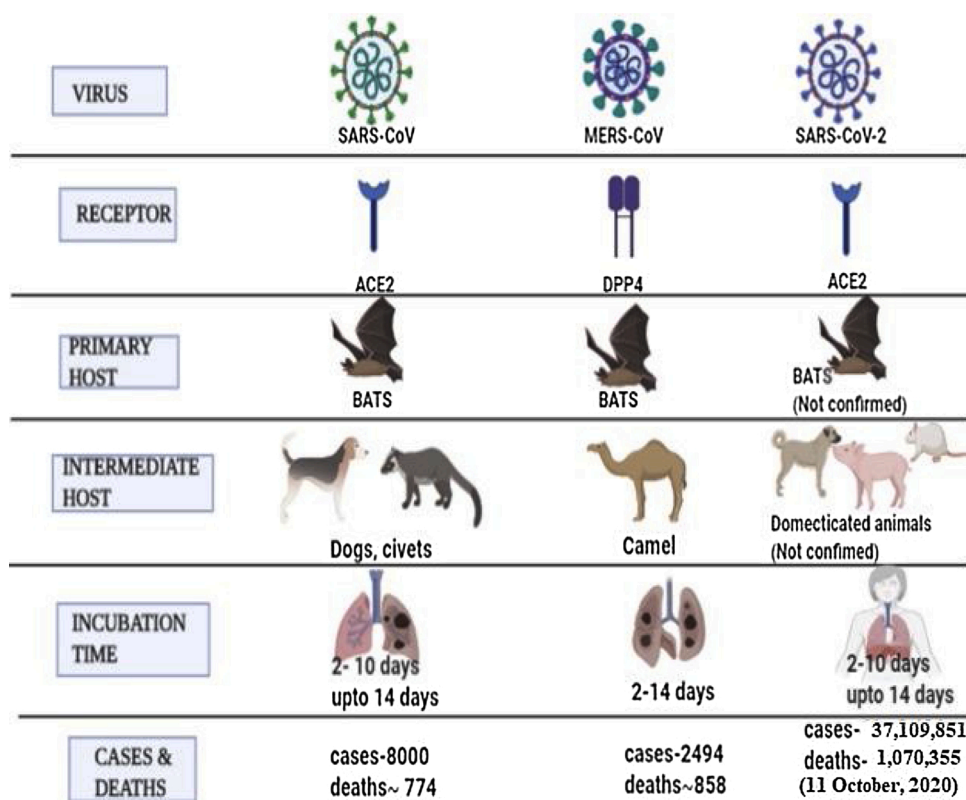 VIRUS
SARS-CoV
MERS-CoV
SARS-CoV-2
RECEPTOR
ACE2
DPP4
ACE2
PRIMARY
HOST
BATS
BATS
BATS
(Not confirmed)
INTERMEDIATE
HOST
Dogs, civets
Camel
Domecticated animals
(Not confimed)
INCUBATION
TIME
2- 10 days
upto 14 days
2-14 days
2-10 days
upto 14 days
CASES &
DEATHS
cases-8000
deaths~ 774
cases-2494
deaths~858
cases- 37,109,851
deaths- 1,070,355
(11 October, 2020)